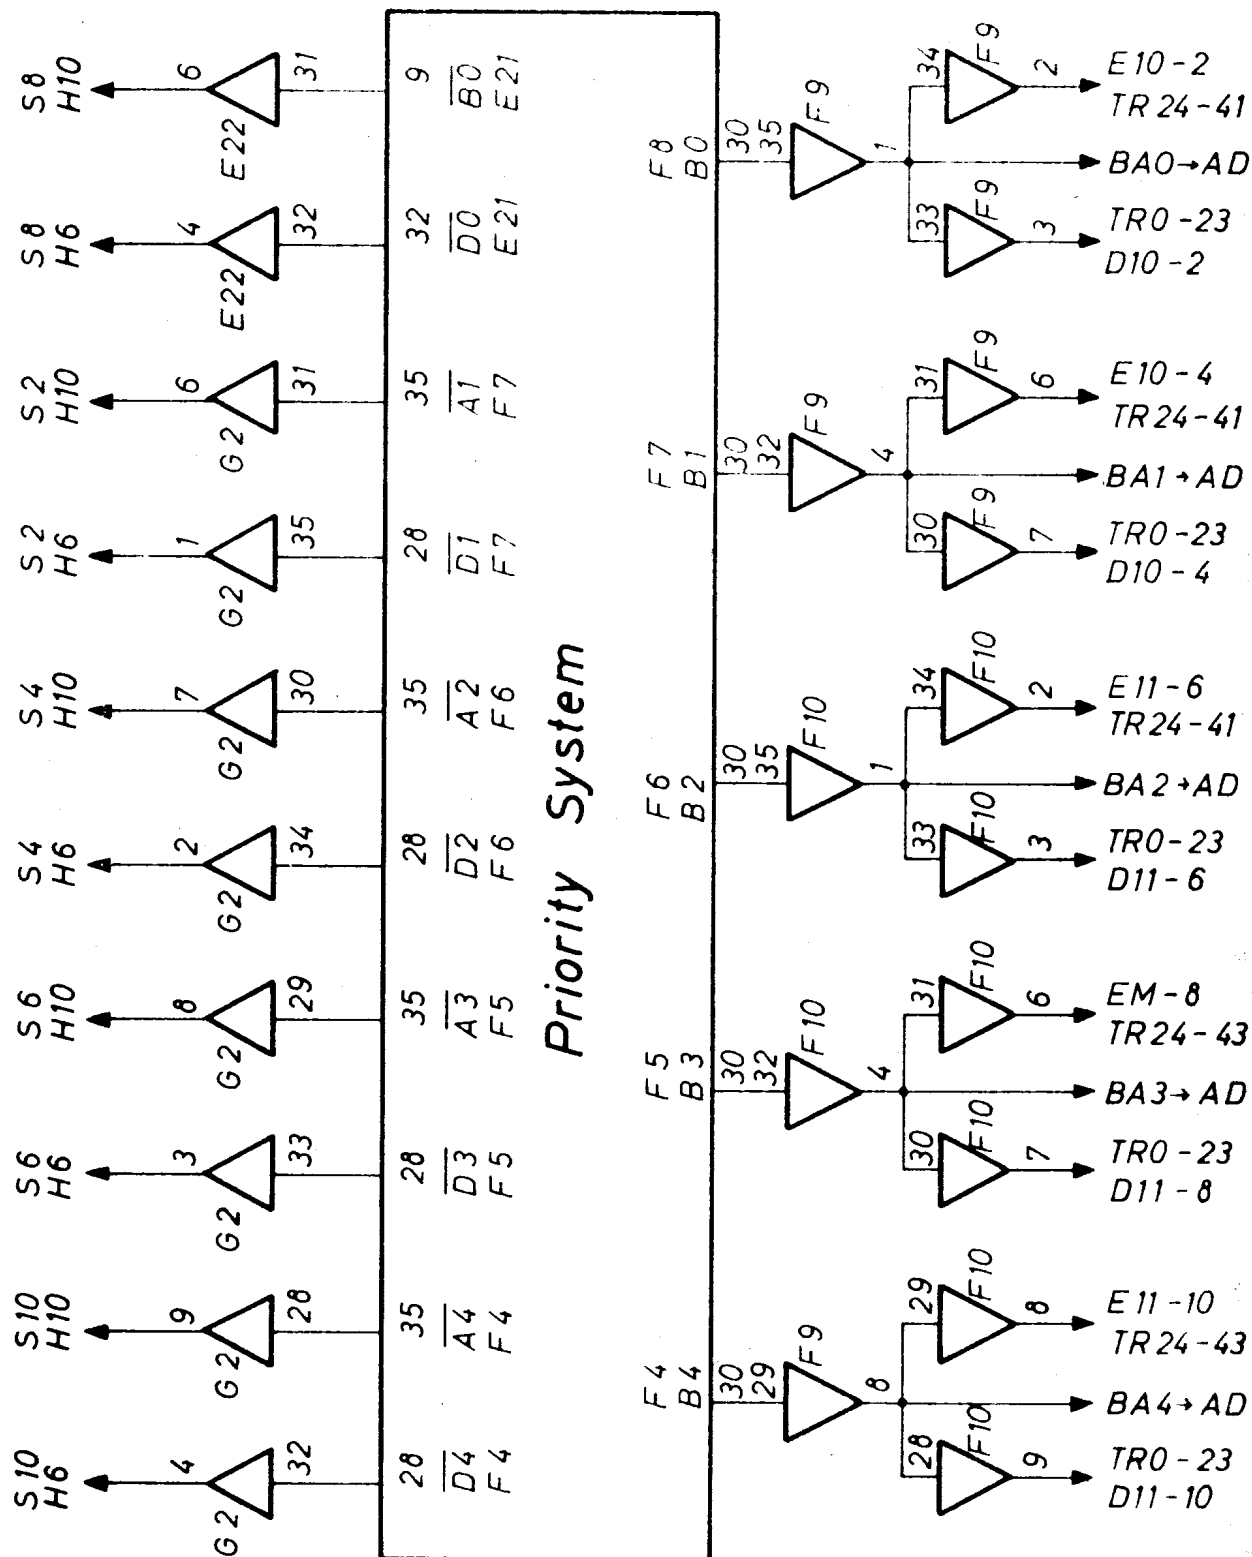 S8
H10
6
31
E22
9
B0
E21
S8
H6
4
32
E22
32
D0
E21
S2
H10
6
31
G2
35
A1
F7
S2
H6
1
35
G2
28
D1
F7
S4
H10
7
30
G2
35
A2
F6
S4
H6
2
34
G2
28
D2
F6
S6
H10
8
29
G2
35
A3
F5
S6
H6
3
33
G2
28
D3
F5
S10
H10
9
28
G2
35
A4
F4
S10
H6
4
32
G2
28
D4
F4
Priority System
F8
B0
30
35
F9
1
34
F9
2
E10-2
TR24-41
BA0→AD
33
F9
3
TR0-23
D10-2
F7
B1
30
32
F9
4
31
F9
6
E10-4
TR24-41
BA1→AD
30
F9
7
TR0-23
D10-4
F6
B2
30
35
F10
1
34
F10
2
E11-6
TR24-41
BA2→AD
33
F10
3
TR0-23
D11-6
F5
B3
30
32
F10
4
31
F10
6
EM-8
TR24-43
BA3→AD
30
F10
7
TR0-23
D11-8
F4
B4
30
29
F9
8
29
F10
8
E11-10
TR24-43
BA4→AD
28
F10
9
TR0-23
D11-10